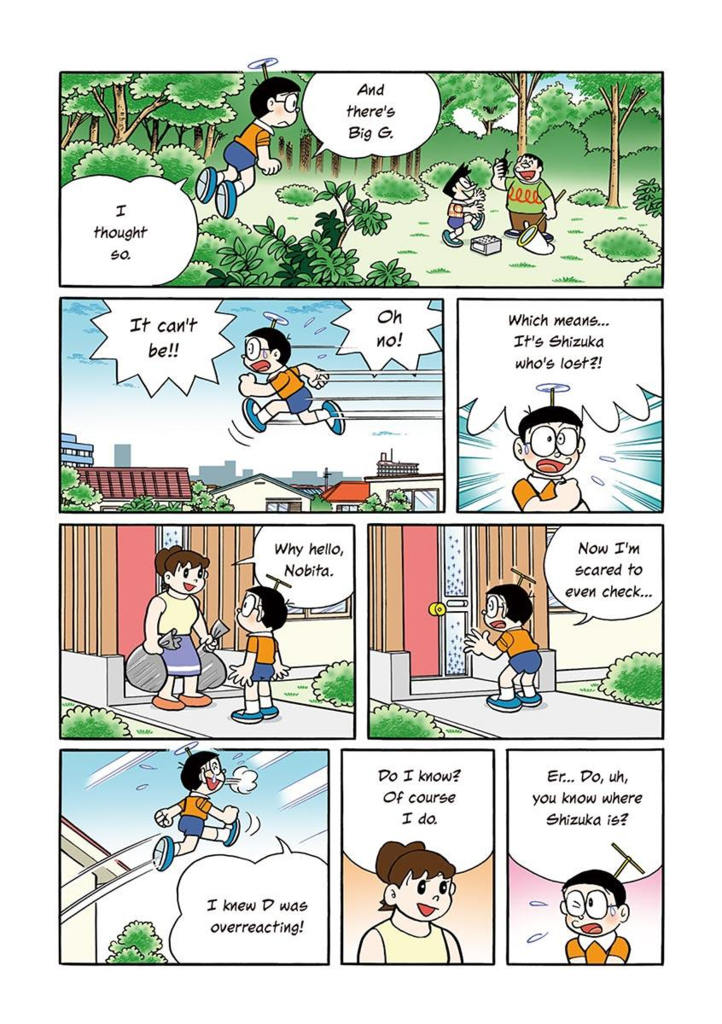 And
there's
Big G.
I
thought
so.
Which means...
It's Shizuka
who's lost?!
Oh
no!
It can't
be!!
Now I'm
scared to
even check...
Why hello,
Nobita.
Er... Do, uh,
you know where
Shizuka is?
Do I know?
Of course
I do.
I knew D was
overreacting!